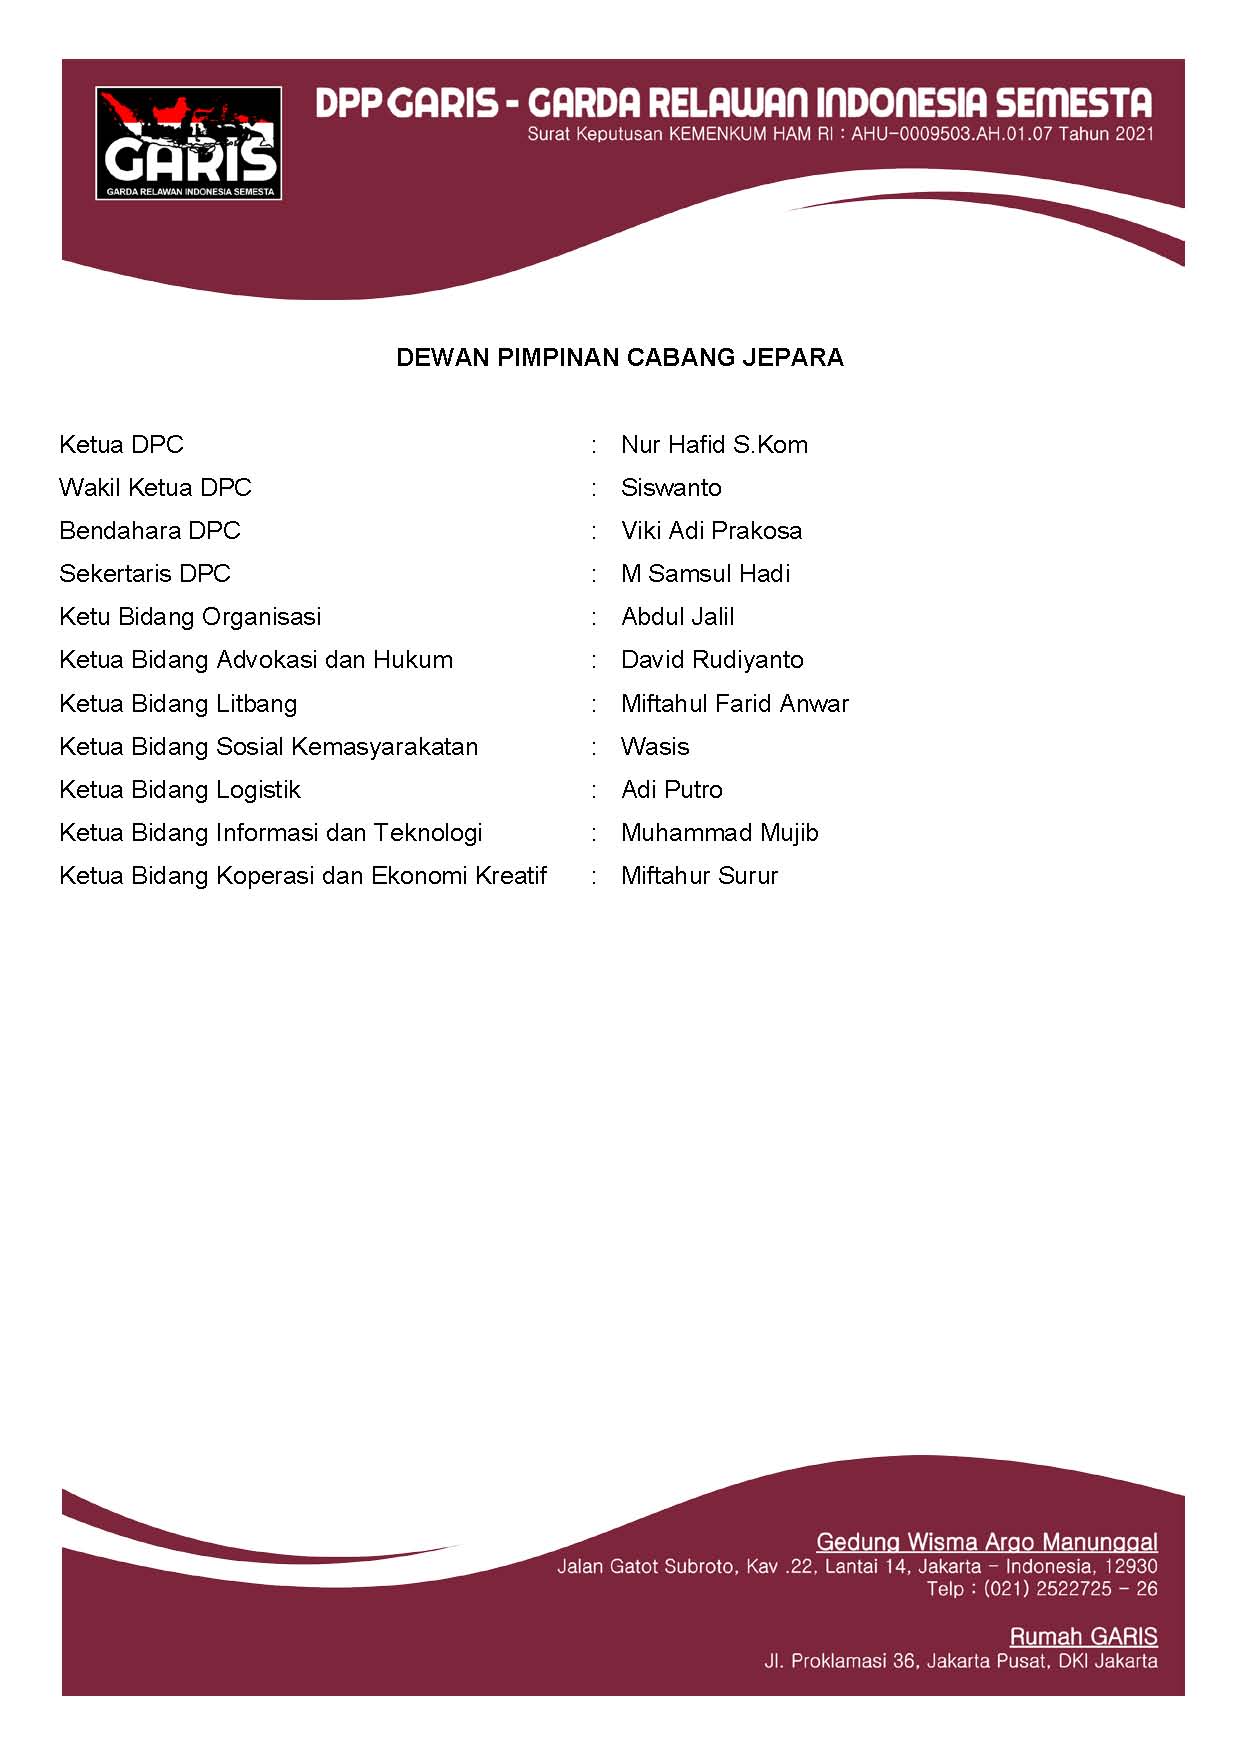 DPP GARIS - GARDA RELAWAN INDONESIA SEMESTA
Surat Keputusan KEMENKUM HAM RI : AHU-0009503.AH.01.07 Tahun 2021
GARIS
GARDA RELAWAN INDONESIA SEMESTA
DEWAN PIMPINAN CABANG JEPARA
Ketua DPC : Nur Hafid S.Kom
Wakil Ketua DPC : Siswanto
Bendahara DPC : Viki Adi Prakosa
Sekertaris DPC : M Samsul Hadi
Ketu Bidang Organisasi : Abdul Jalil
Ketua Bidang Advokasi dan Hukum : David Rudiyanto
Ketua Bidang Litbang : Miftahul Farid Anwar
Ketua Bidang Sosial Kemasyarakatan : Wasis
Ketua Bidang Logistik : Adi Putro
Ketua Bidang Informasi dan Teknologi : Muhammad Mujib
Ketua Bidang Koperasi dan Ekonomi Kreatif : Miftahur Surur
Gedung Wisma Argo Manunggal
Jalan Gatot Subroto, Kav .22, Lantai 14, Jakarta - Indonesia, 12930
Telp : (021) 2522725 - 26
Rumah GARIS
Jl. Proklamasi 36, Jakarta Pusat, DKI Jakarta